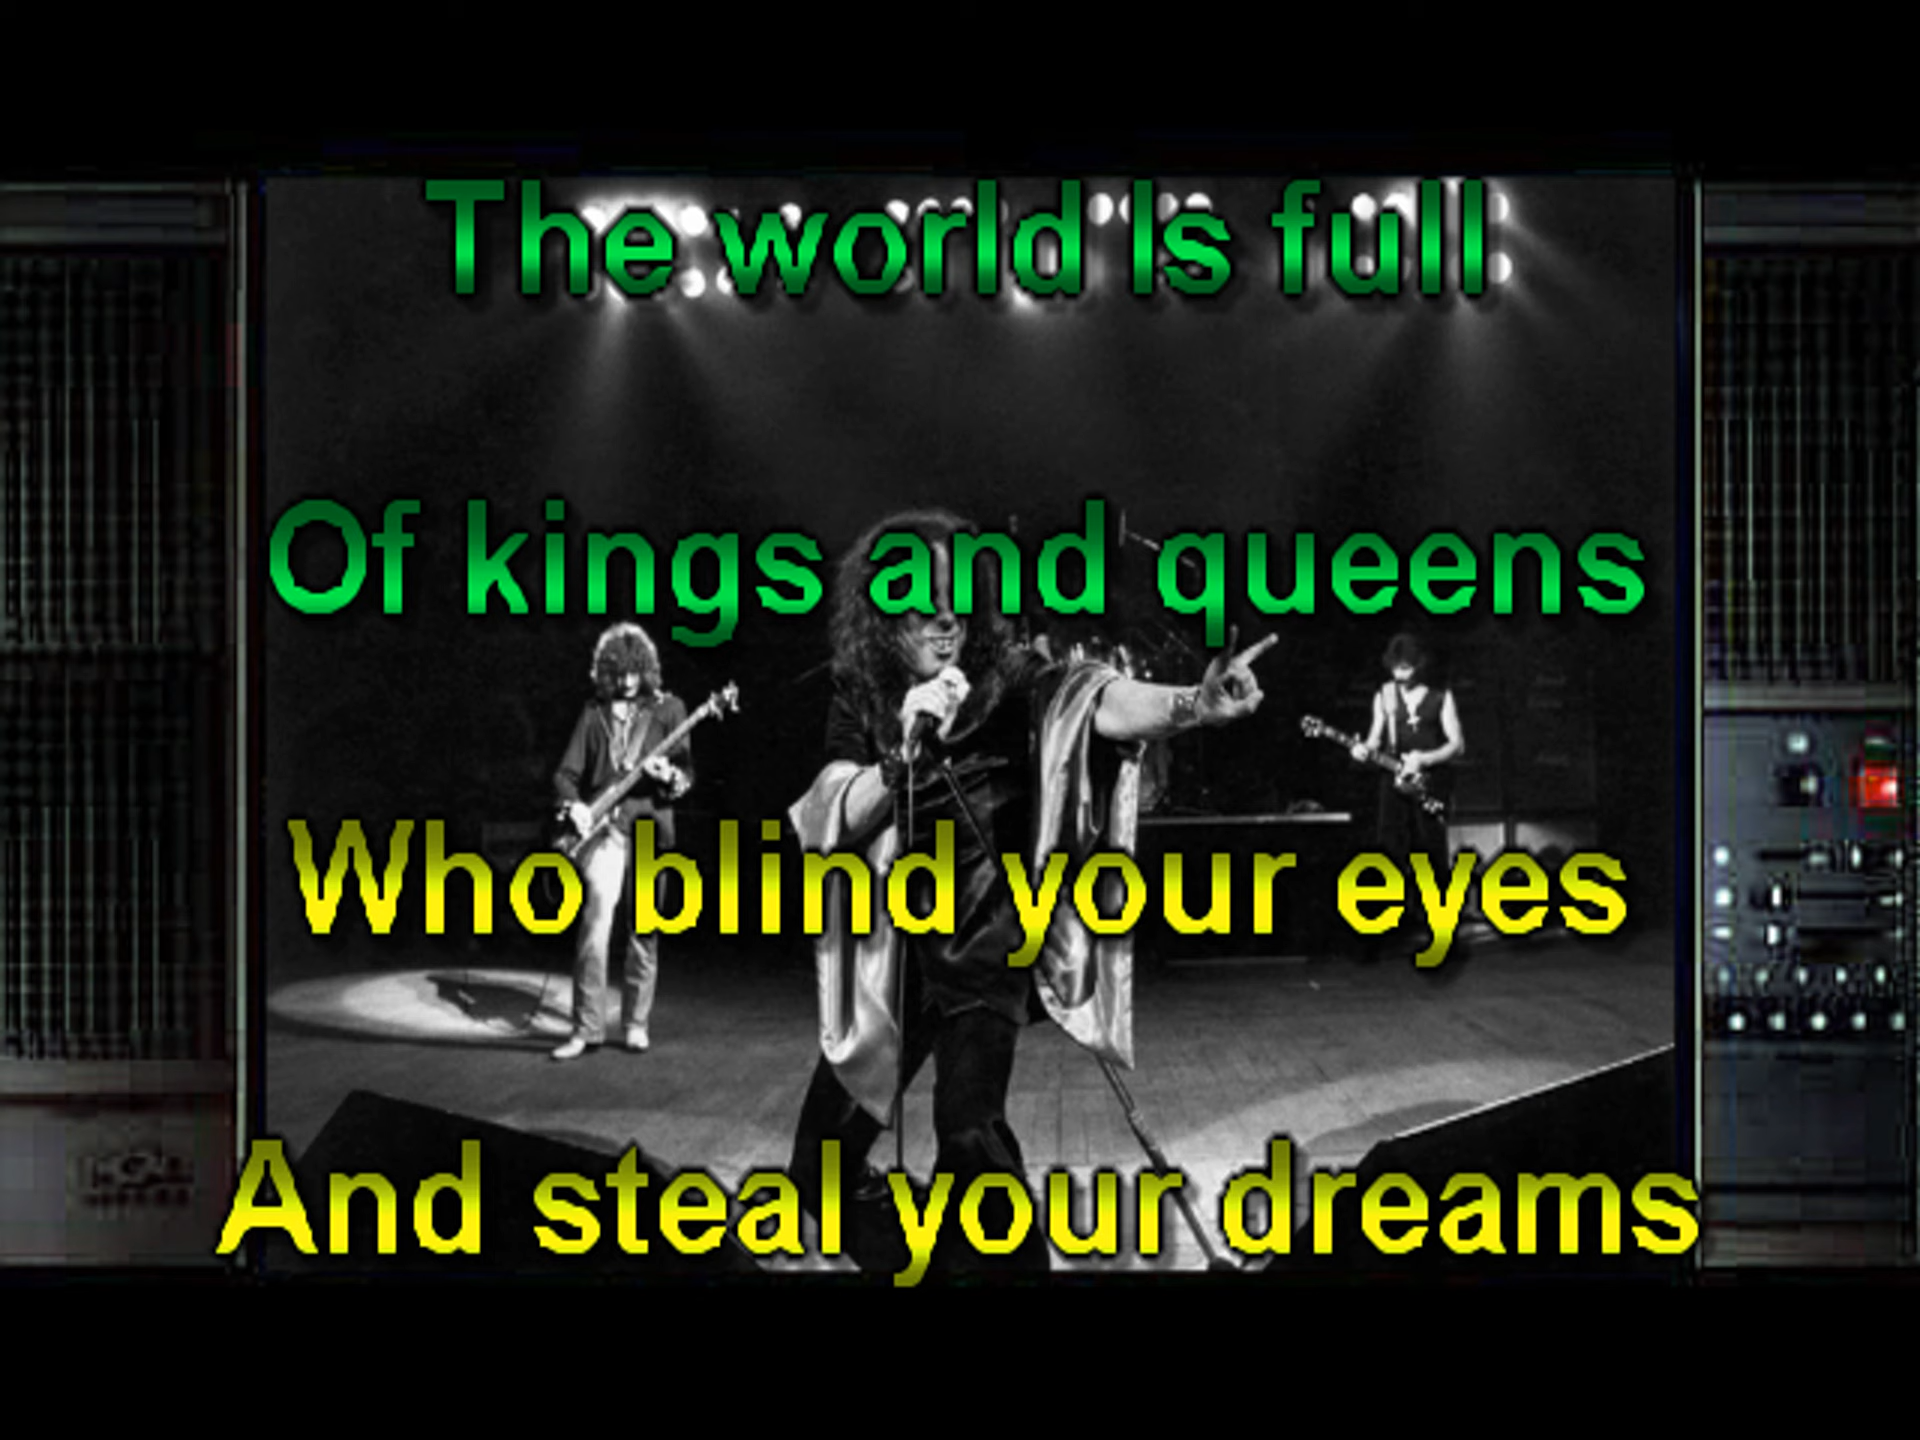 The world Is full
Of kings and queens
Who blind your eyes
And steal your dreams